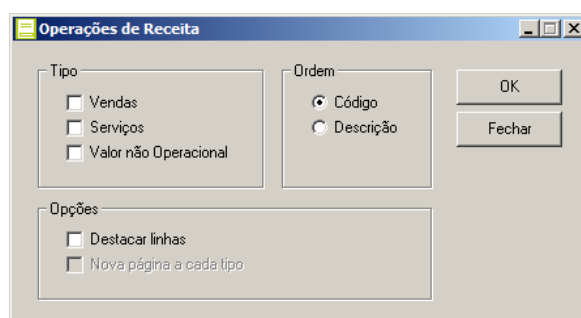 Operações de Receita
Tipo
Vendas
Serviços
Valor não Operacional
Ordem
Código
Descrição
OK
Fechar
Opções
Destacar linhas
Nova página a cada tipo